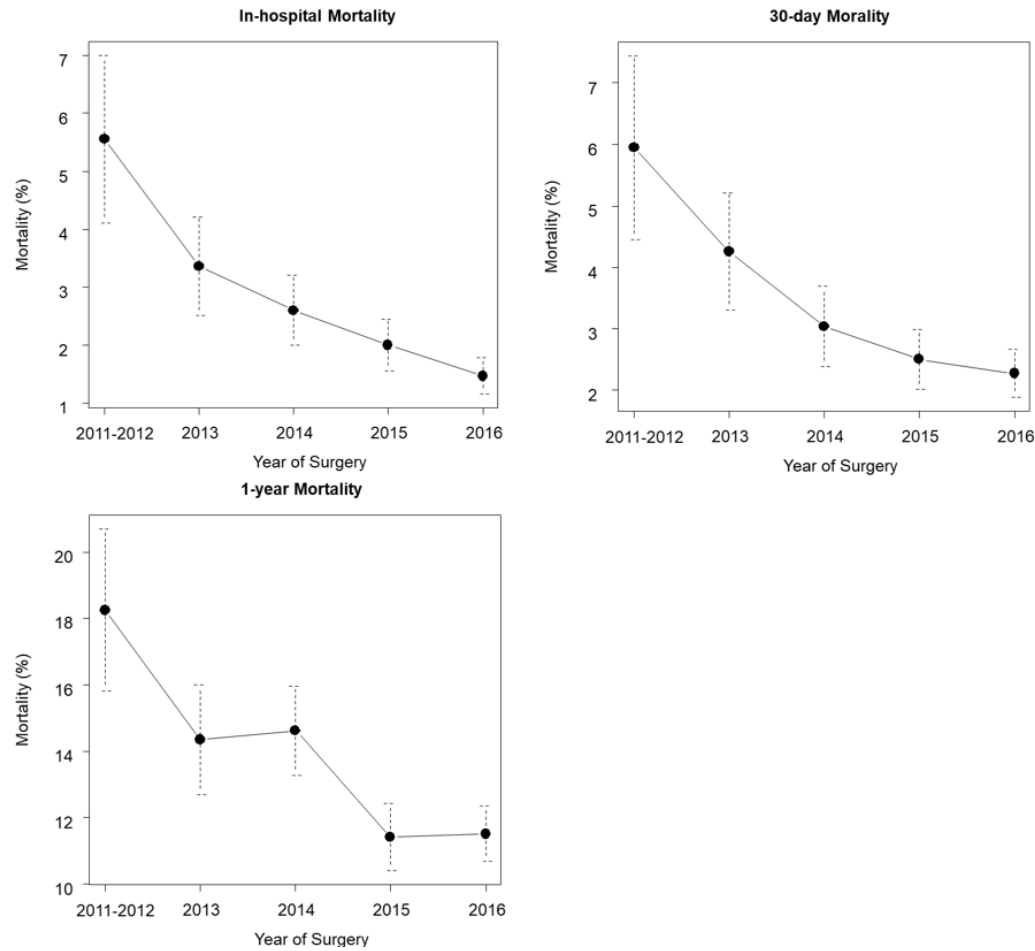 In-hospital Mortality
7
6
5
4
3
2
1
Mortality (%)
2011-2012 2013 2014 2015 2016
Year of Surgery
30-day Morality
7
6
5
4
3
2
Mortality (%)
2011-2012 2013 2014 2015 2016
Year of Surgery
1-year Mortality
20
18
16
14
12
10
Mortality (%)
2011-2012 2013 2014 2015 2016
Year of Surgery